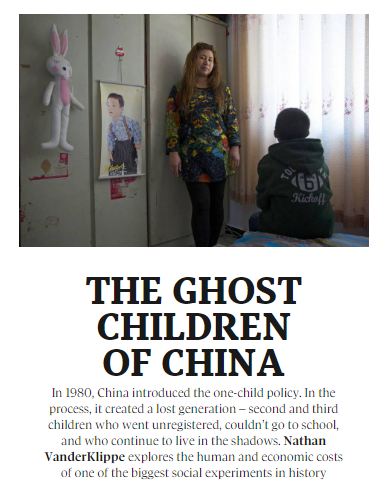 TO
6
Kickoff
THE GHOST
CHILDREN
OF CHINA
In 1980, China introduced the one-child policy. In the
process, it created a lost generation – second and third
children who went unregistered, couldn't go to school,
and who continue to live in the shadows. Nathan
VanderKlippe explores the human and economic costs
of one of the biggest social experiments in history